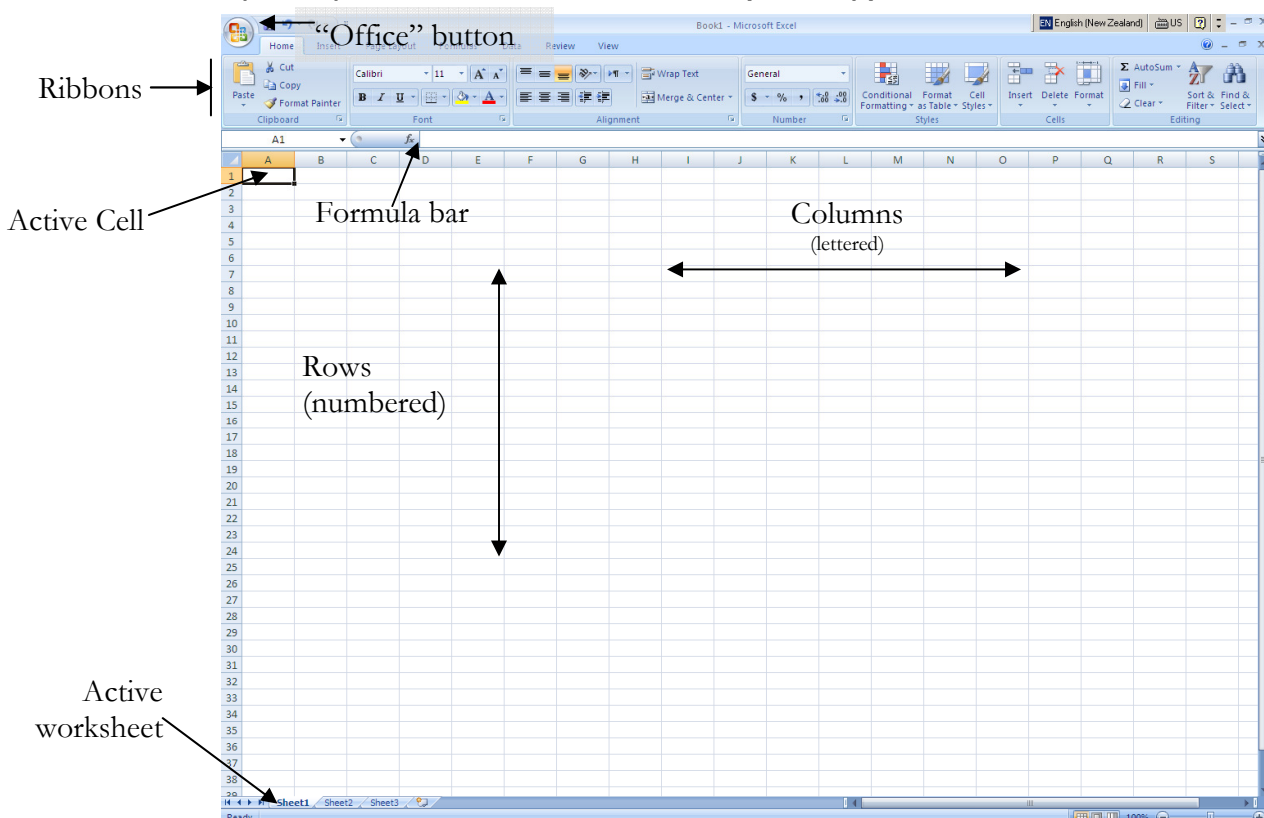 Book1 - Microsoft Excel
EN English (New Zealand) US
“Office” button
Home Insert Page Layout Formulas Data Review View
Ribbons
Paste
Cut
Copy
Format Painter
Clipboard
Calibri 11
B I U
Font
Wrap Text
Merge & Center
Alignment
General
$ % ,
Number
Conditional Formatting
Format as Table
Cell Styles
Styles
Insert Delete Format
Cells
Σ AutoSum
Fill
Clear
Sort & Filter
Find & Select
Editing
A1 fx
A B C D E F G H I J K L M N O P Q R S
1
2
3
4
5
6
7
8
9
10
11
12
13
14
15
16
17
18
19
20
21
22
23
24
25
26
27
28
29
30
31
32
33
34
35
36
37
38
39
Active Cell
Formula bar
Columns
(lettered)
Rows
(numbered)
Active
worksheet
Sheet1 Sheet2 Sheet3
Ready 100%